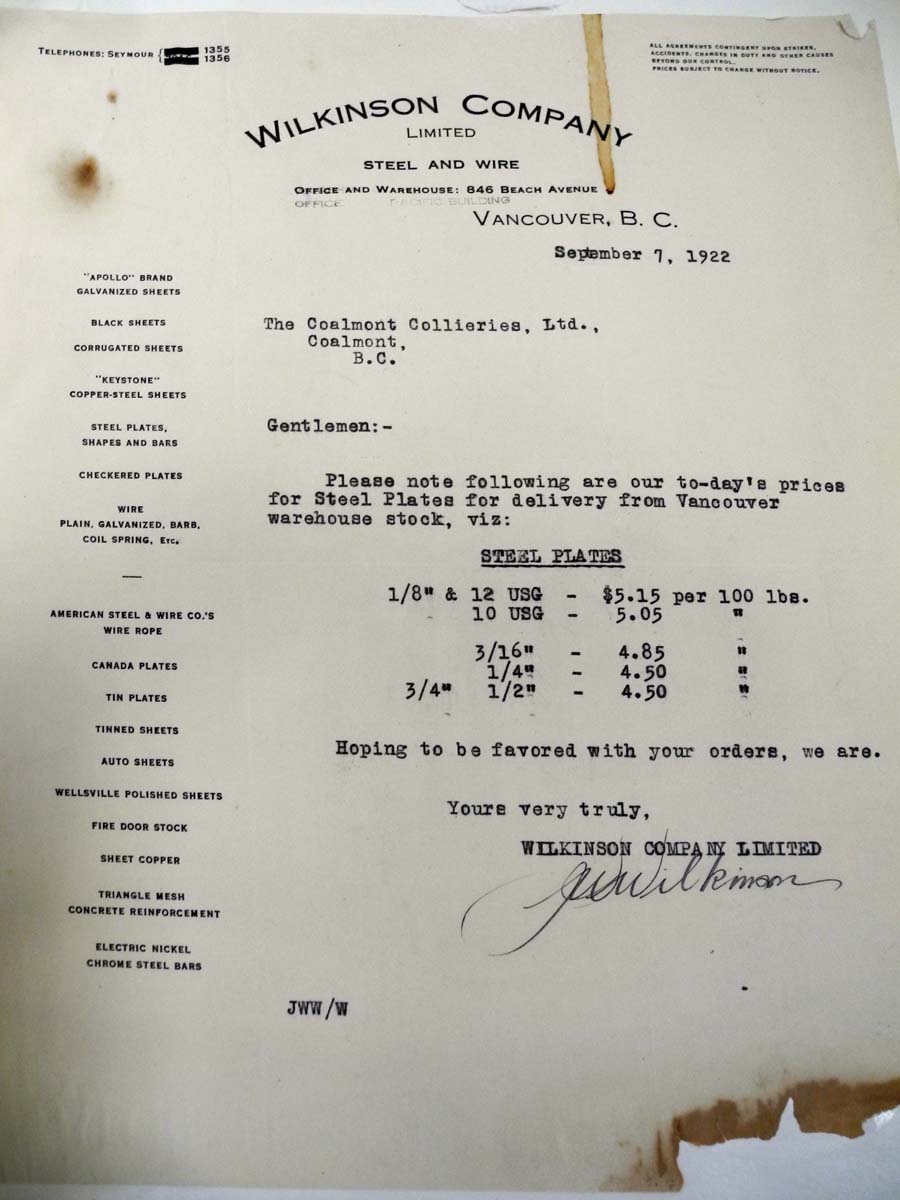 TELEPHONES: SEYMOUR { 1355
1356
ALL AGREEMENTS CONTINGENT UPON STRIKES,
ACCIDENTS, CHANGES IN DUTY AND OTHER CAUSES
BEYOND OUR CONTROL.
PRICES SUBJECT TO CHANGE WITHOUT NOTICE.
WILKINSON COMPANY
LIMITED
STEEL AND WIRE
OFFICE AND WAREHOUSE: 846 BEACH AVENUE
OFFICE PACIFIC BUILDING
VANCOUVER, B. C.
September 7, 1922
"APOLLO" BRAND
GALVANIZED SHEETS
BLACK SHEETS
CORRUGATED SHEETS
"KEYSTONE"
COPPER-STEEL SHEETS
STEEL PLATES,
SHAPES AND BARS
CHECKERED PLATES
WIRE
PLAIN, GALVANIZED, BARB,
COIL SPRING, ETC.
—
AMERICAN STEEL & WIRE CO.'S
WIRE ROPE
CANADA PLATES
TIN PLATES
TINNED SHEETS
AUTO SHEETS
WELLSVILLE POLISHED SHEETS
FIRE DOOR STOCK
SHEET COPPER
TRIANGLE MESH
CONCRETE REINFORCEMENT
ELECTRIC NICKEL
CHROME STEEL BARS
The Coalmont Collieries, Ltd.,
Coalmont,
B.C.
Gentlemen:-
Please note following are our to-day's prices
for Steel Plates for delivery from Vancouver
warehouse stock, viz:
STEEL PLATES
1/8" & 12 USG - $5.15 per 100 lbs.
10 USG - 5.05 "
3/16" - 4.85 "
1/4" - 4.50 "
3/4" 1/2" - 4.50 "
Hoping to be favored with your orders, we are.
Yours very truly,
WILKINSON COMPANY LIMITED
JWWilkinson
JWW/W